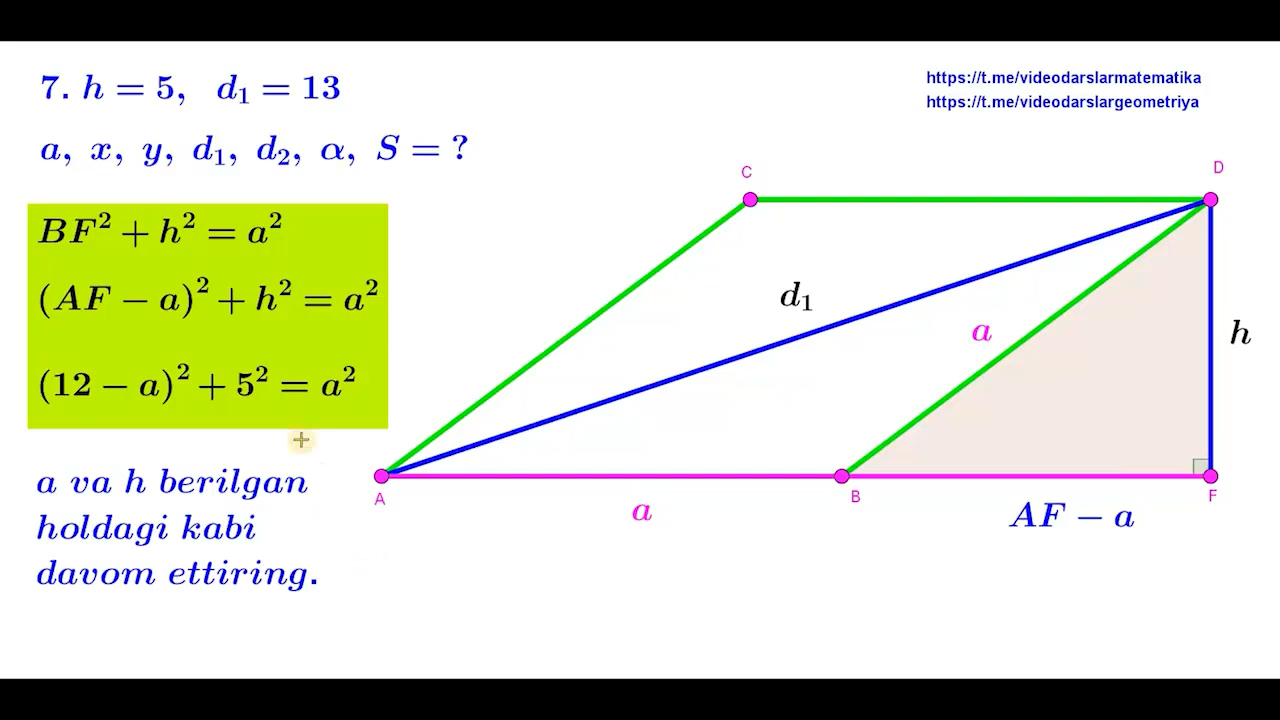 7. h = 5, d₁ = 13
a, x, y, d₁, d₂, α, S = ?
BF² + h² = a²
(AF − a)² + h² = a²
(12 − a)² + 5² = a²
a va h berilgan
holdagi kabi
davom ettiring.
https://t.me/videodarslarmatematika
https://t.me/videodarslargeometriya
C
D
d₁
a
h
A
B
F
a
AF − a